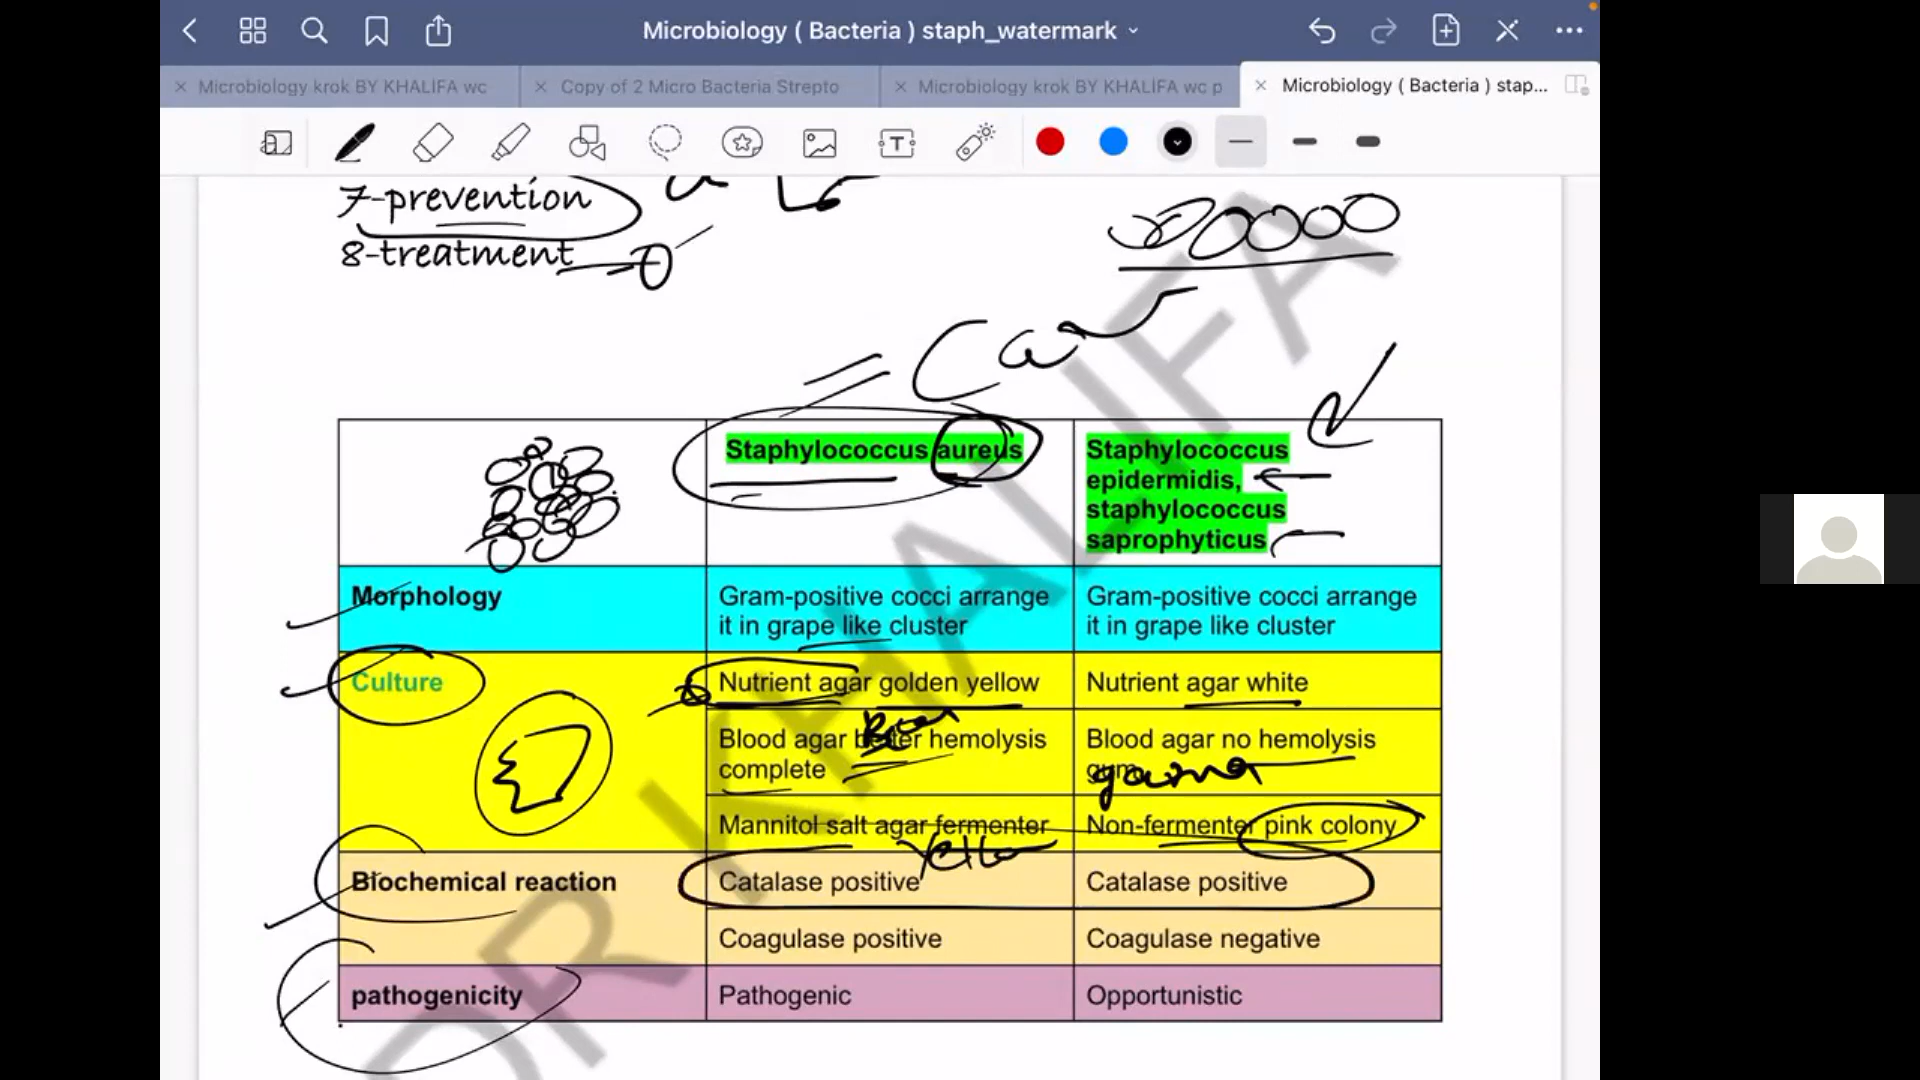 Microbiology ( Bacteria ) staph_watermark
Microbiology krok BY KHALIFA wc
Copy of 2 Micro Bacteria Strepto
Microbiology krok BY KHALIFA wc p
Microbiology ( Bacteria ) stap...
7-prevention
8-treatment
Staphylococcus aureus
Staphylococcus
epidermidis,
staphylococcus
saprophyticus
Morphology
Gram-positive cocci arrange
it in grape like cluster
Gram-positive cocci arrange
it in grape like cluster
Culture
Nutrient agar golden yellow
Nutrient agar white
Blood agar better hemolysis
complete
Blood agar no hemolysis
gama
Mannitol salt agar fermenter
Non-fermenter pink colony
Biochemical reaction
Catalase positive
Catalase positive
Coagulase positive
Coagulase negative
pathogenicity
Pathogenic
Opportunistic
DR KHALIFA